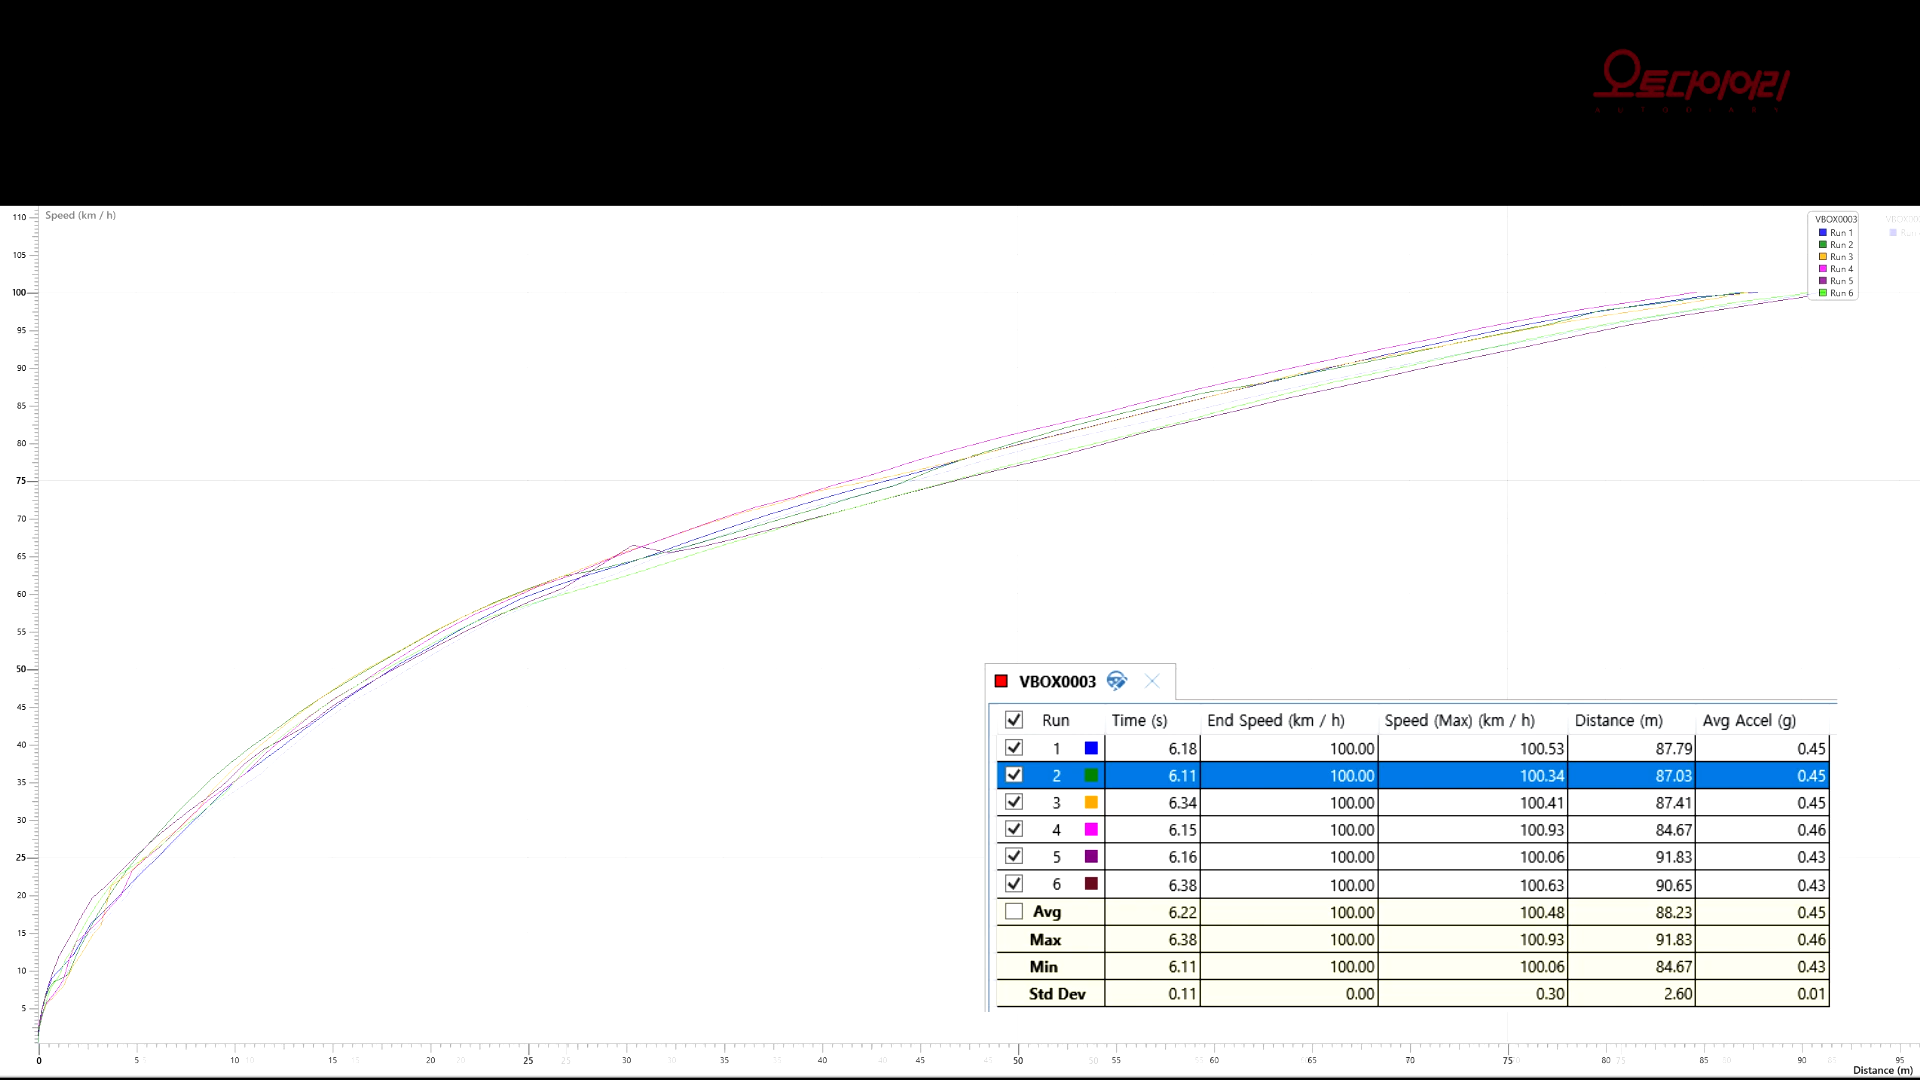 오토다이어리
AUTODIARY
Speed (km / h)
110
105
100
95
90
85
80
75
70
65
60
55
50
45
40
35
30
25
20
15
10
5
VBOX0003
Run 1
Run 2
Run 3
Run 4
Run 5
Run 6
VBOX0003
Run Time (s) End Speed (km / h) Speed (Max) (km / h) Distance (m) Avg Accel (g)
1 6.18 100.00 100.53 87.79 0.45
2 6.11 100.00 100.34 87.03 0.45
3 6.34 100.00 100.41 87.41 0.45
4 6.15 100.00 100.93 84.67 0.46
5 6.16 100.00 100.06 91.83 0.43
6 6.38 100.00 100.63 90.65 0.43
Avg 6.22 100.00 100.48 88.23 0.45
Max 6.38 100.00 100.93 91.83 0.46
Min 6.11 100.00 100.06 84.67 0.43
Std Dev 0.11 0.00 0.30 2.60 0.01
0 5 10 15 20 25 30 35 40 45 50 55 60 65 70 75 80 85 90 95
Distance (m)